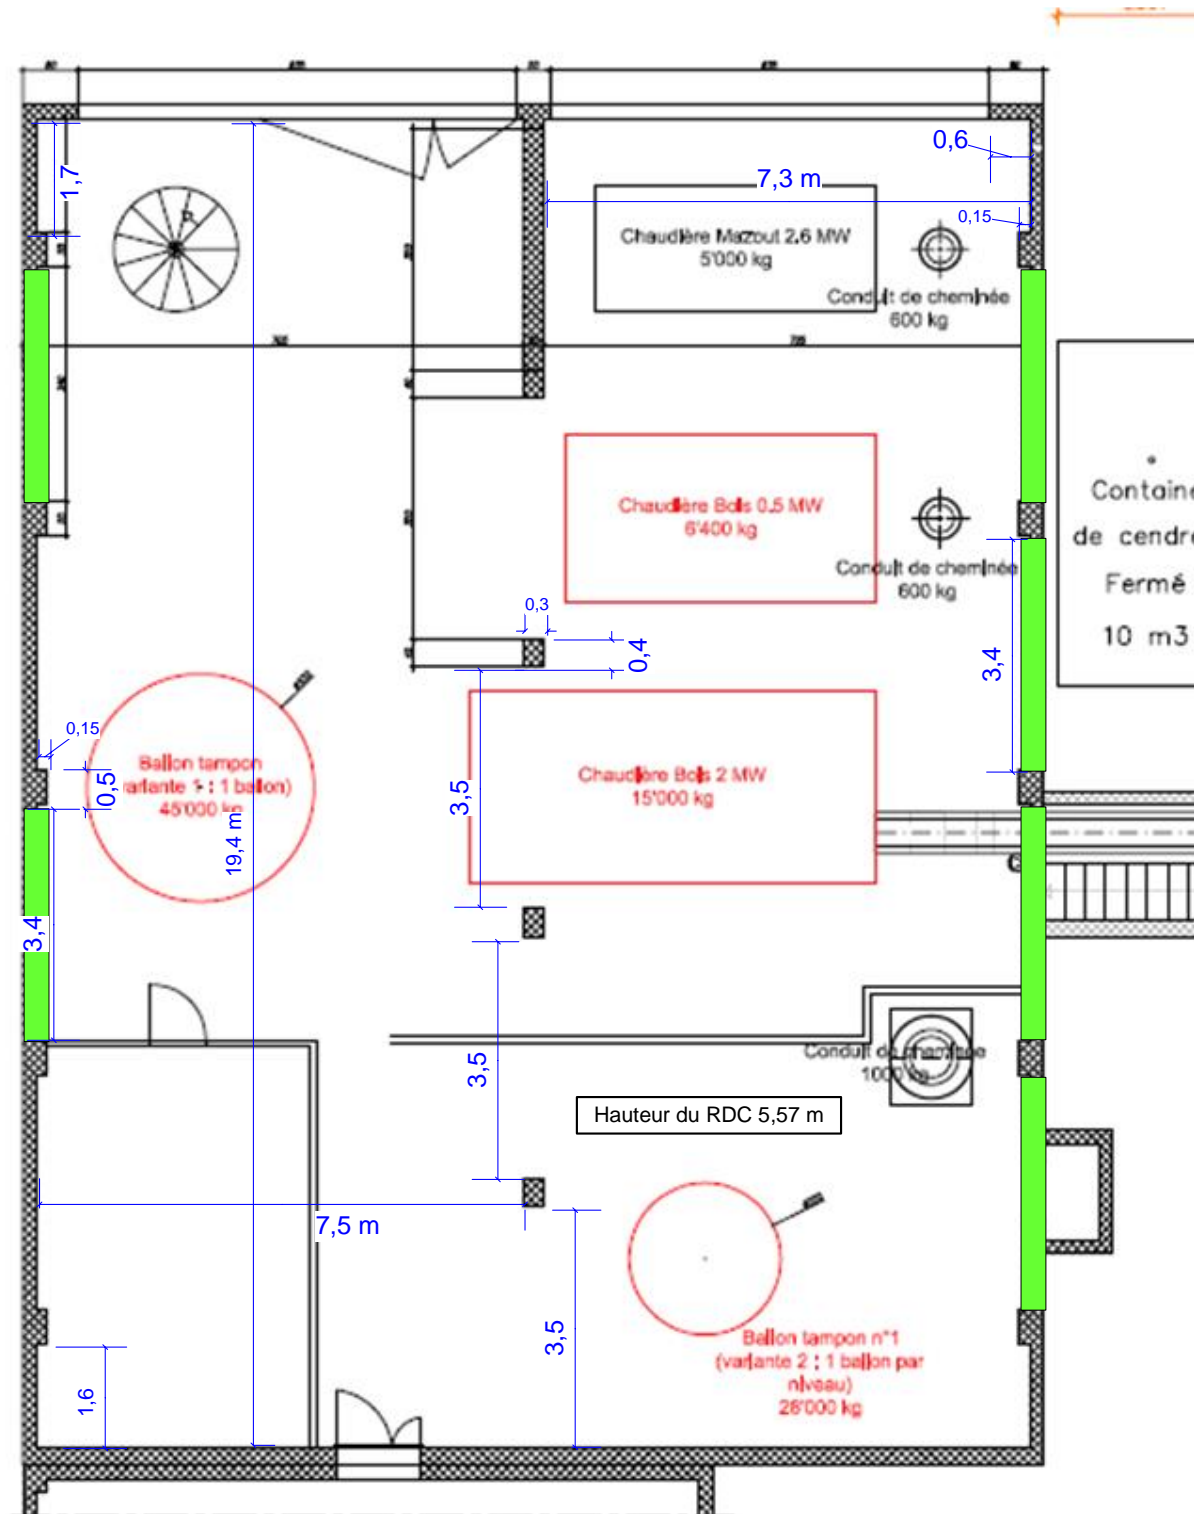 0,6
1,7
7,3 m
0,15
Chaudière Mazout 2.6 MW
5'000 kg
Conduit de cheminée
600 kg
705
735
Containe
de cendre
Fermé
10 m3
Chaudière Bois 0.5 MW
6'400 kg
Conduit de cheminée
600 kg
0,3
0,4
3,4
0,15
Ballon tampon
variante 1 : 1 ballon)
45'000 kg
0,5
19,4 m
3,5
Chaudière Bois 2 MW
15'000 kg
3,4
3,5
Conduit de cheminée
1000 kg
Hauteur du RDC 5,57 m
7,5 m
3,5
1,6
Ballon tampon n°1
(variante 2 : 1 ballon par
niveau)
28'000 kg